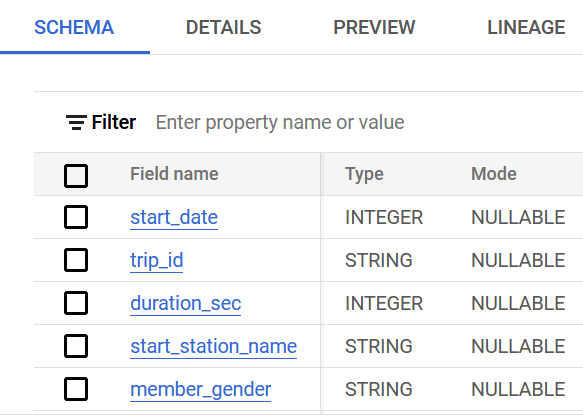 SCHEMA DETAILS PREVIEW LINEAGE
Filter Enter property name or value
Field name Type Mode
start_date INTEGER NULLABLE
trip_id STRING NULLABLE
duration_sec INTEGER NULLABLE
start_station_name STRING NULLABLE
member_gender STRING NULLABLE